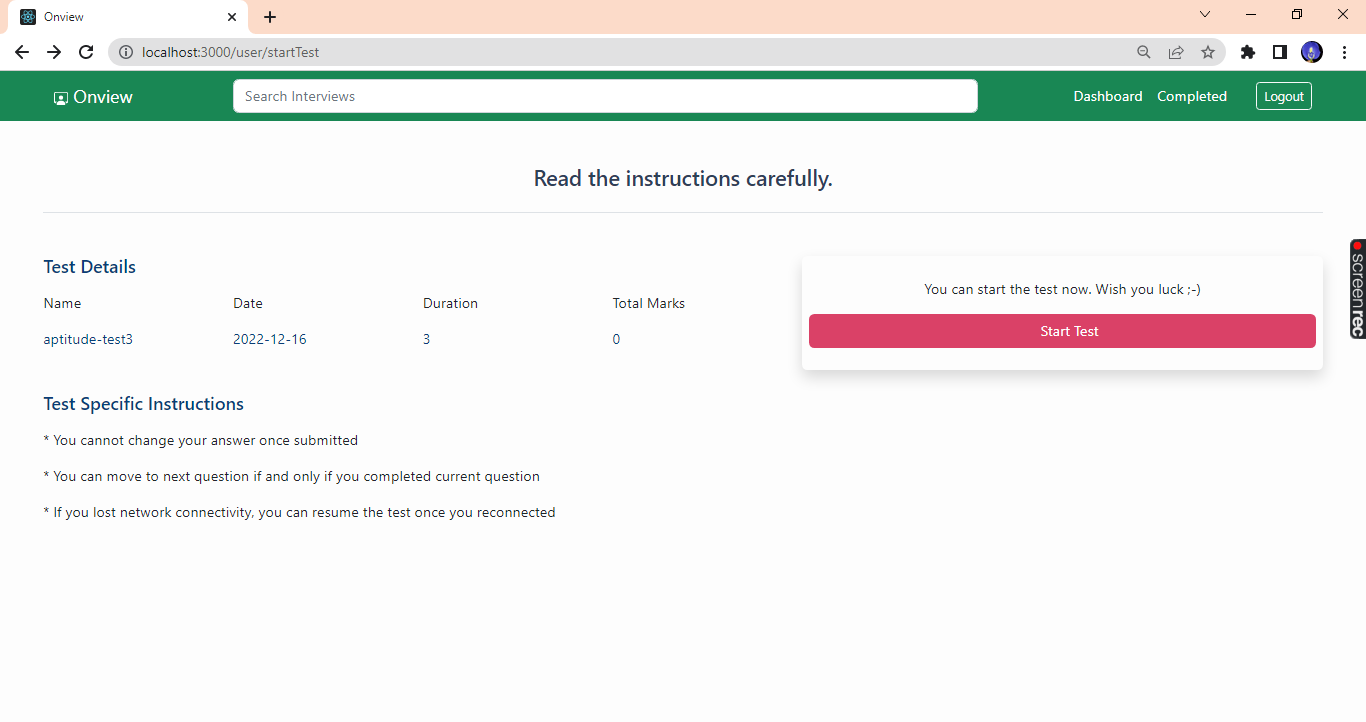 Onview
localhost:3000/user/startTest
Onview
Search Interviews
Dashboard Completed Logout
Read the instructions carefully.
Test Details
Name Date Duration Total Marks
aptitude-test3 2022-12-16 3 0
You can start the test now. Wish you luck ;-)
Start Test
Test Specific Instructions
* You cannot change your answer once submitted
* You can move to next question if and only if you completed current question
* If you lost network connectivity, you can resume the test once you reconnected
screenrec